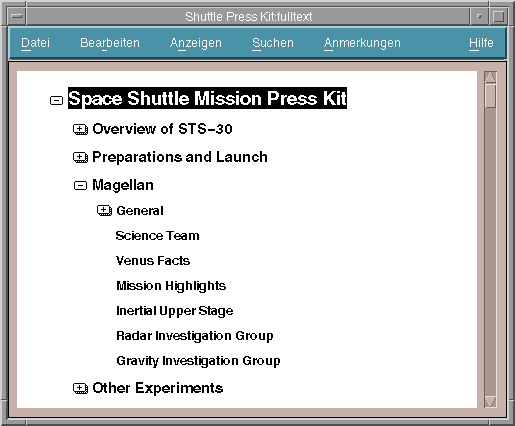 Shuttle Press Kit:fulltext
Datei Bearbeiten Anzeigen Suchen Anmerkungen Hilfe
Space Shuttle Mission Press Kit
Overview of STS-30
Preparations and Launch
Magellan
General
Science Team
Venus Facts
Mission Highlights
Inertial Upper Stage
Radar Investigation Group
Gravity Investigation Group
Other Experiments